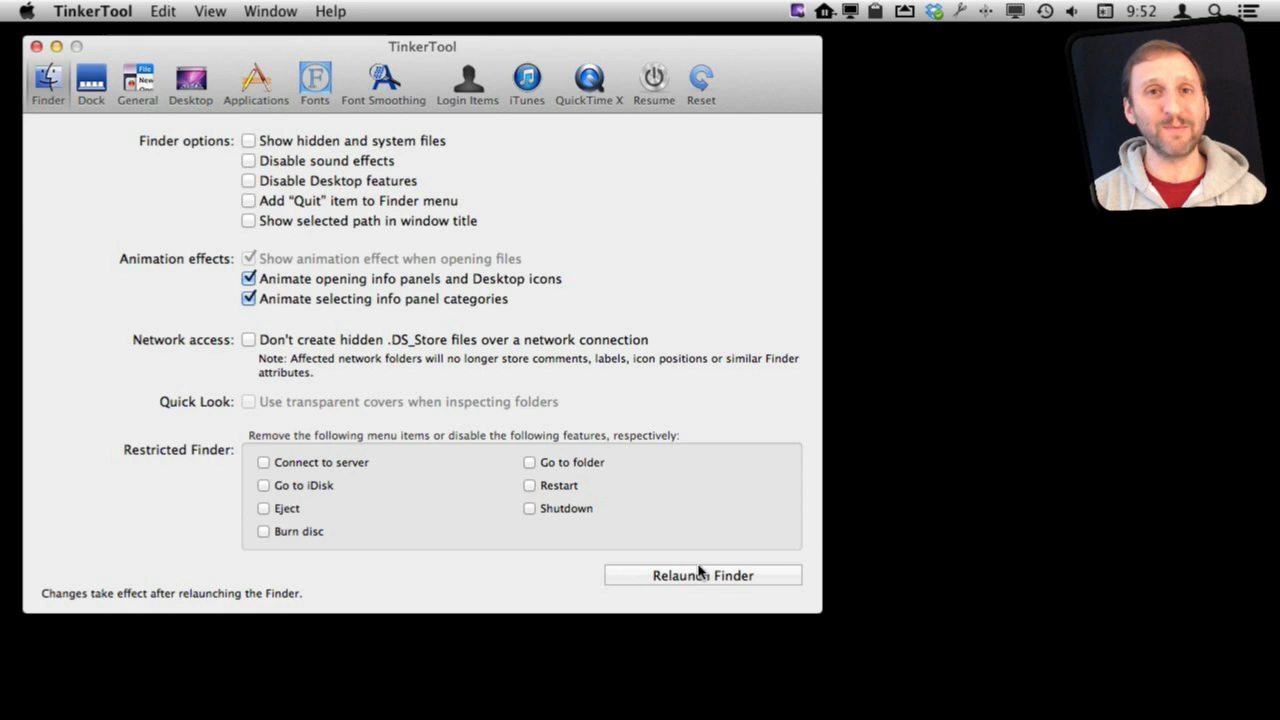 TinkerTool Edit View Window Help 9:52
TinkerTool
Finder Dock General Desktop Applications Fonts Font Smoothing Login Items iTunes QuickTime X Resume Reset
Finder options: Show hidden and system files
Disable sound effects
Disable Desktop features
Add “Quit” item to Finder menu
Show selected path in window title
Animation effects: Show animation effect when opening files
Animate opening info panels and Desktop icons
Animate selecting info panel categories
Network access: Don't create hidden .DS_Store files over a network connection
Note: Affected network folders will no longer store comments, labels, icon positions or similar Finder
attributes.
Quick Look: Use transparent covers when inspecting folders
Remove the following menu items or disable the following features, respectively:
Restricted Finder:
Connect to server Go to folder
Go to iDisk Restart
Eject Shutdown
Burn disc
Relaunch Finder
Changes take effect after relaunching the Finder.